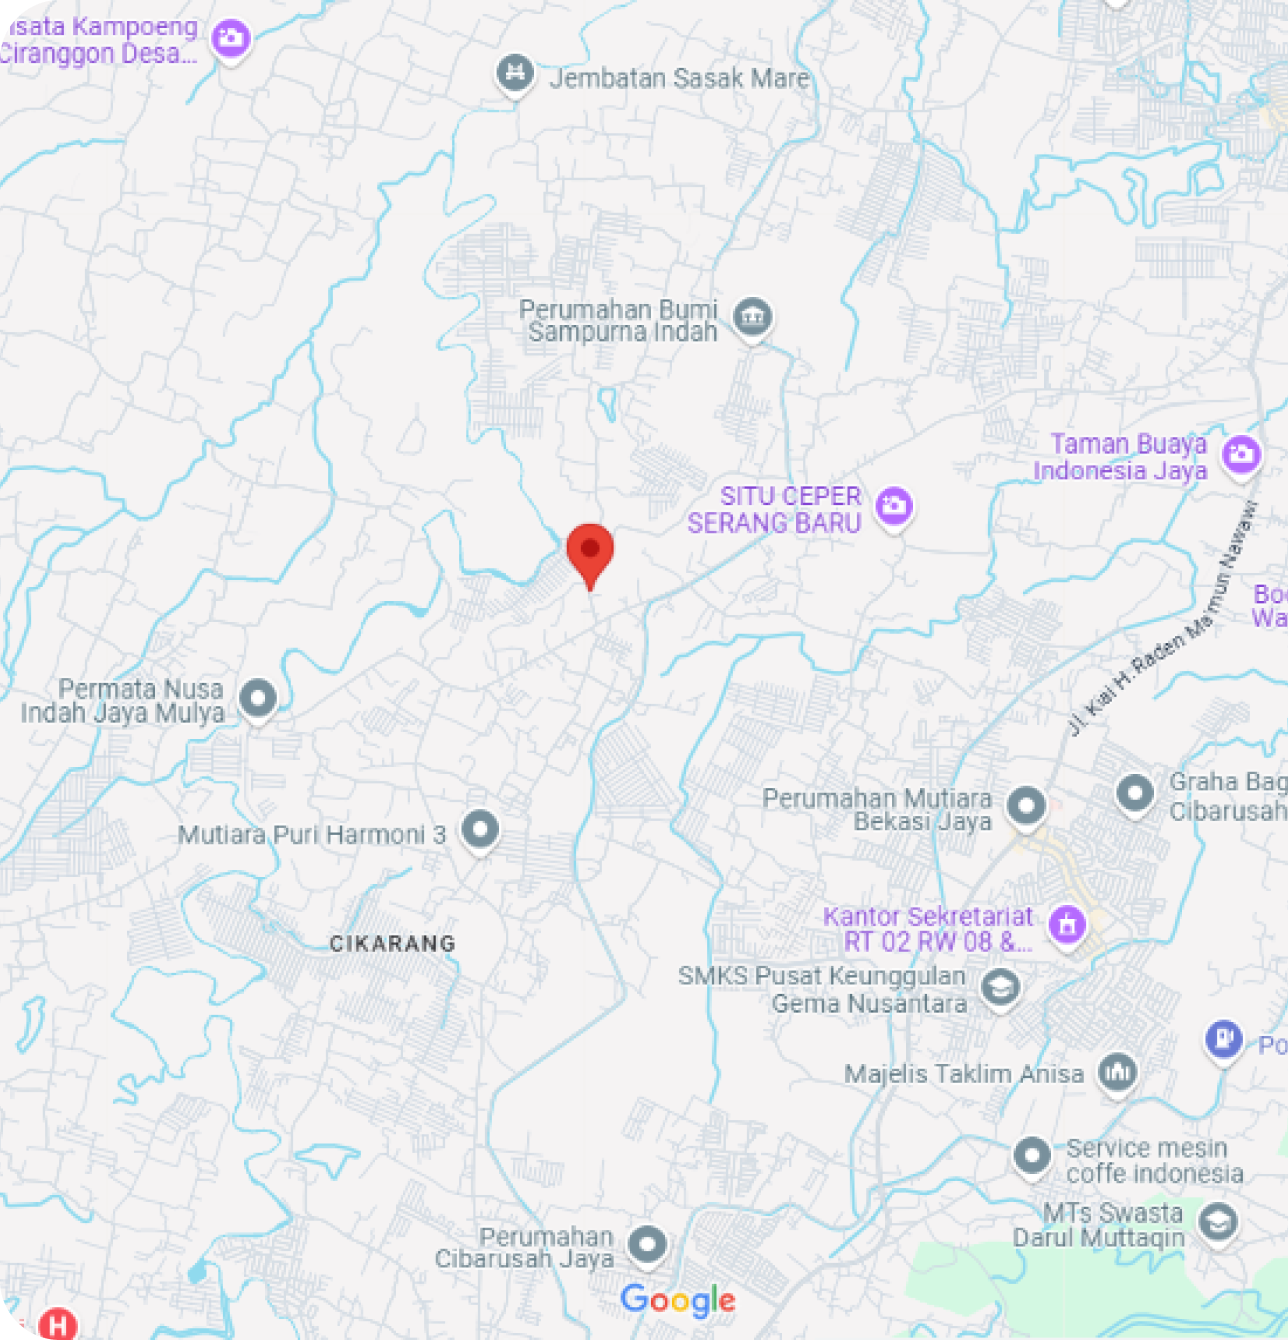 Kampoeng
Ciranggon Desa...
Jembatan Sasak Mare
Perumahan Bumi
Sampurna Indah
Taman Buaya
Indonesia Jaya
SITU CEPER
SERANG BARU
Jl. Kiai H. Raden Ma'mun Nawawi
Permata Nusa
Indah Jaya Mulya
Graha
Cibarusah
Perumahan Mutiara
Bekasi Jaya
Mutiara Puri Harmoni 3
Kantor Sekretariat
RT 02 RW 08 &...
CIKARANG
SMKS Pusat Keunggulan
Gema Nusantara
Majelis Taklim Anisa
Service mesin
coffe indonesia
MTs Swasta
Darul Muttaqin
Perumahan
Cibarusah Jaya
Google
H